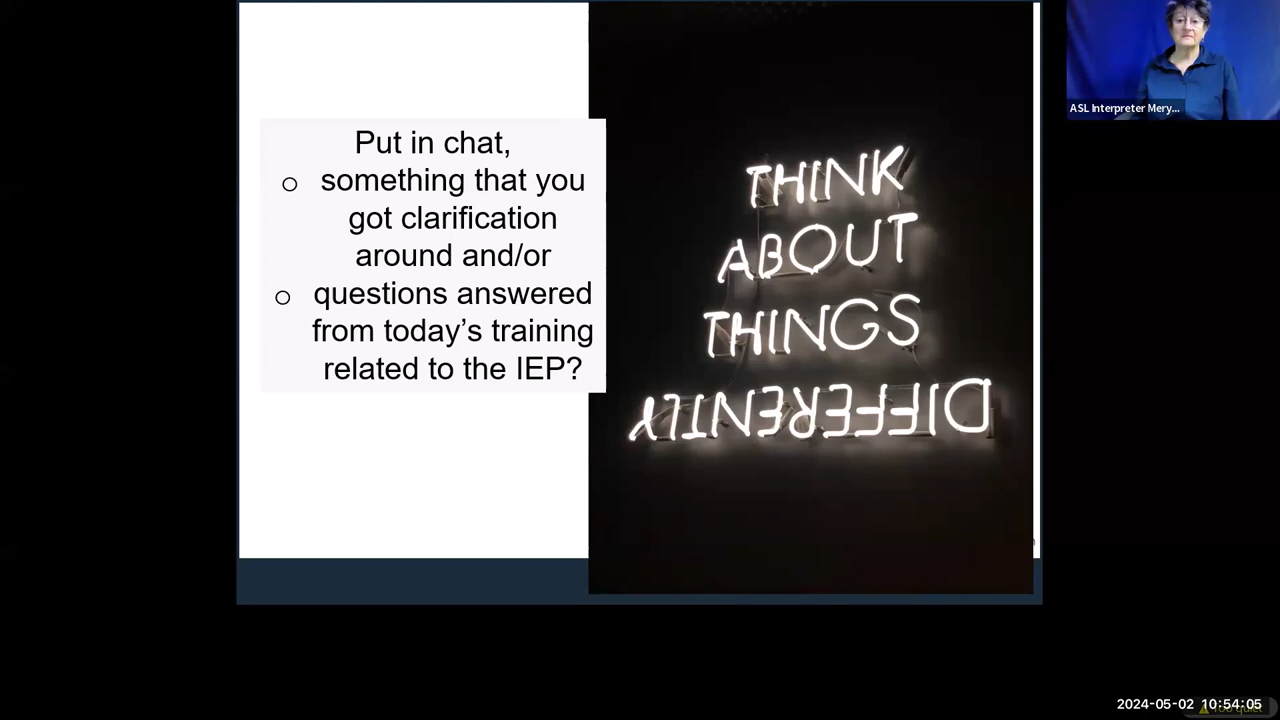 Put in chat,
o something that you
got clarification
around and/or
o questions answered
from today's training
related to the IEP?
THINK
ABOUT
THINGS
DIFFERENTLY
ASL Interpreter Mery...
2024-05-02 10:54:05